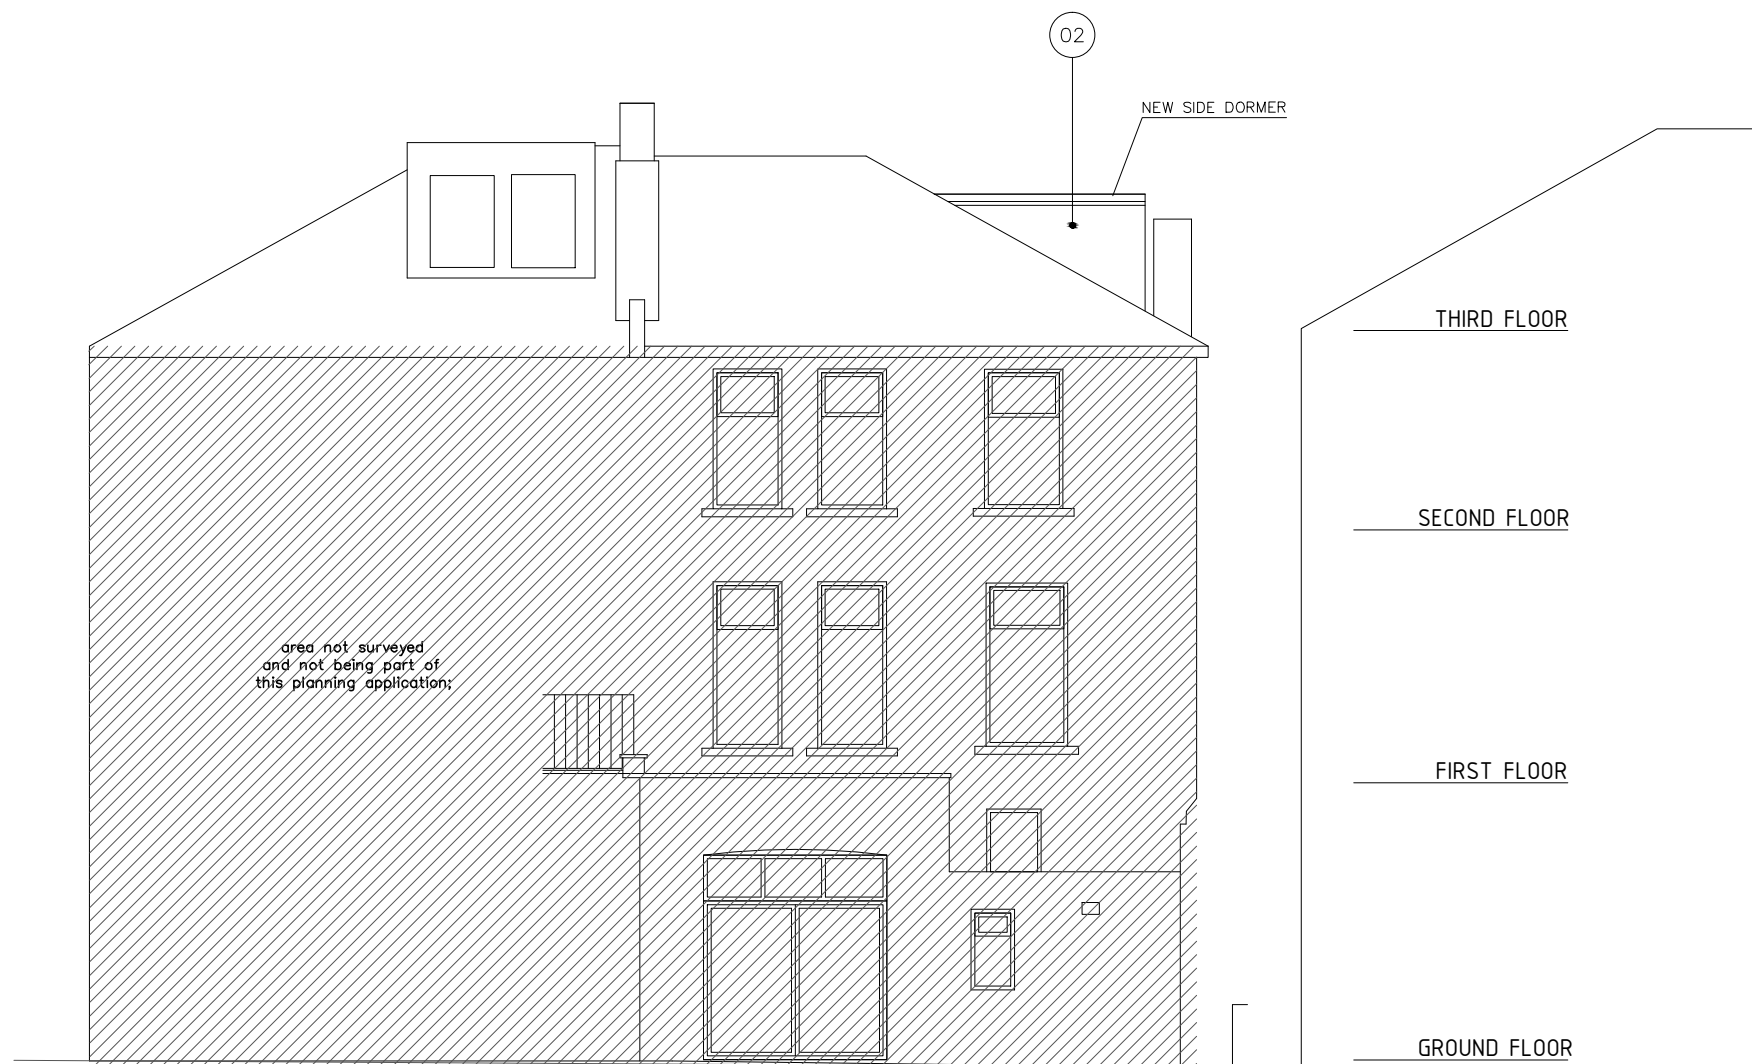 02
NEW SIDE DORMER
THIRD FLOOR
SECOND FLOOR
area not surveyed
and not being part of
this planning application;
FIRST FLOOR
GROUND FLOOR